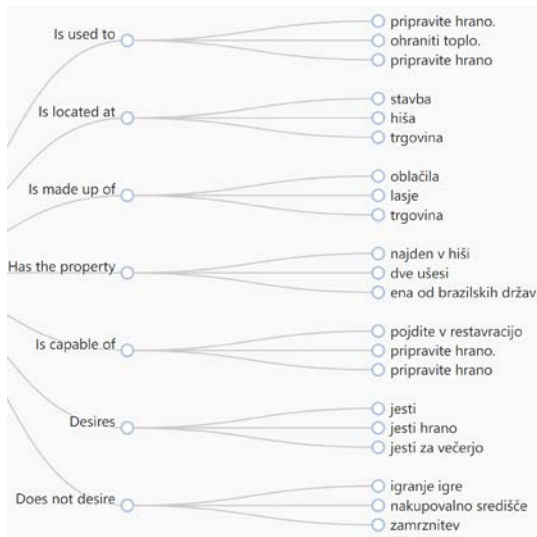 Is used to
pripravite hrano.
ohraniti toplo.
pripravite hrano
Is located at
stavba
hiša
trgovina
Is made up of
oblačila
lasje
trgovina
Has the property
najden v hiši
dve ušesi
ena od brazilskih držav
Is capable of
pojdite v restavracijo
pripravite hrano.
pripravite hrano
Desires
jesti
jesti hrano
jesti za večerjo
Does not desire
igranje igre
nakupovalno središče
zamrznitev